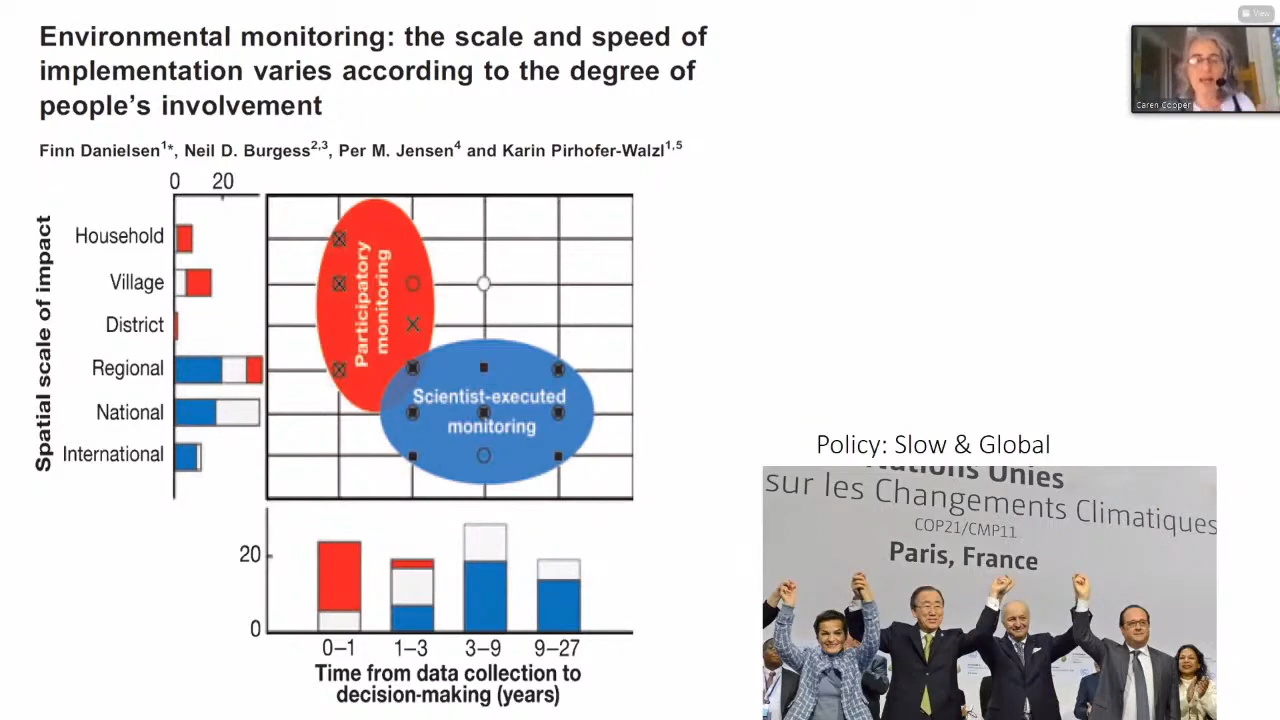 View
Environmental monitoring: the scale and speed of
implementation varies according to the degree of
people's involvement
Caren Cooper
Finn Danielsen1*, Neil D. Burgess2,3, Per M. Jensen4 and Karin Pirhofer-Walzl1,5
0 20
Spatial scale of impact
Household
Village
District
Regional
National
International
Participatory
monitoring
Scientist-executed
monitoring
20
0
0–1 1–3 3–9 9–27
Time from data collection to
decision-making (years)
Policy: Slow & Global
Nations Unies
sur les Changements Climatiques
COP21/CMP11
Paris, France